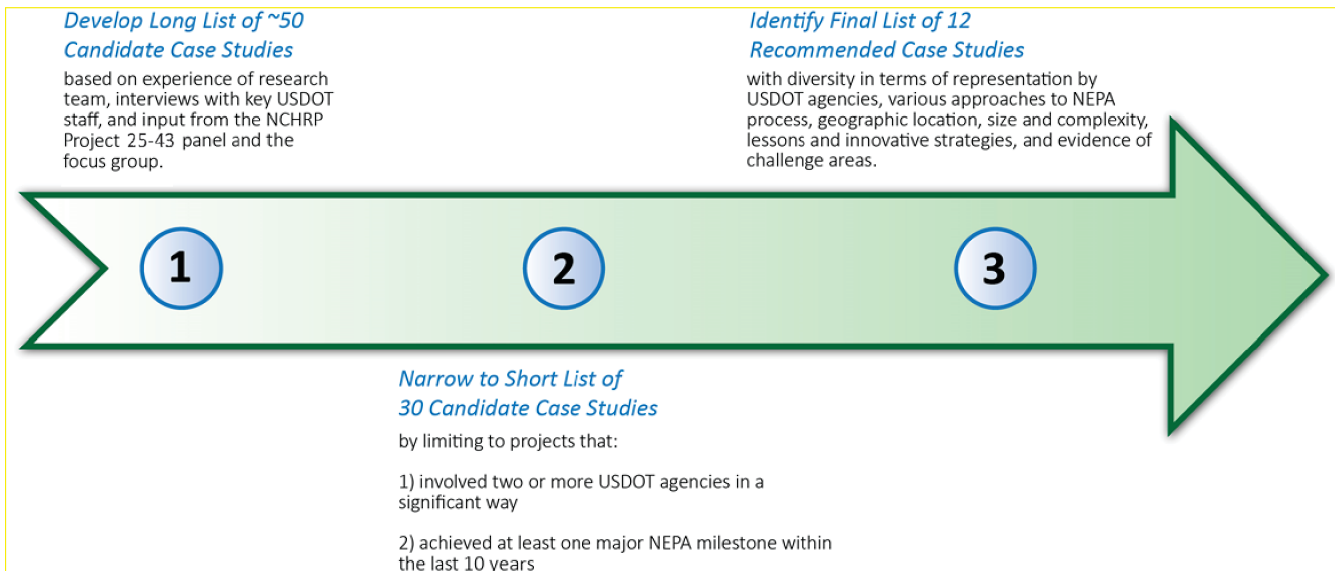 Develop Long List of ~50
Candidate Case Studies
based on experience of research
team, interviews with key USDOT
staff, and input from the NCHRP
Project 25-43 panel and the
focus group.
Identify Final List of 12
Recommended Case Studies
with diversity in terms of representation by
USDOT agencies, various approaches to NEPA
process, geographic location, size and complexity,
lessons and innovative strategies, and evidence of
challenge areas.
1
2
3
Narrow to Short List of
30 Candidate Case Studies
by limiting to projects that:
1) involved two or more USDOT agencies in a
significant way
2) achieved at least one major NEPA milestone within
the last 10 years